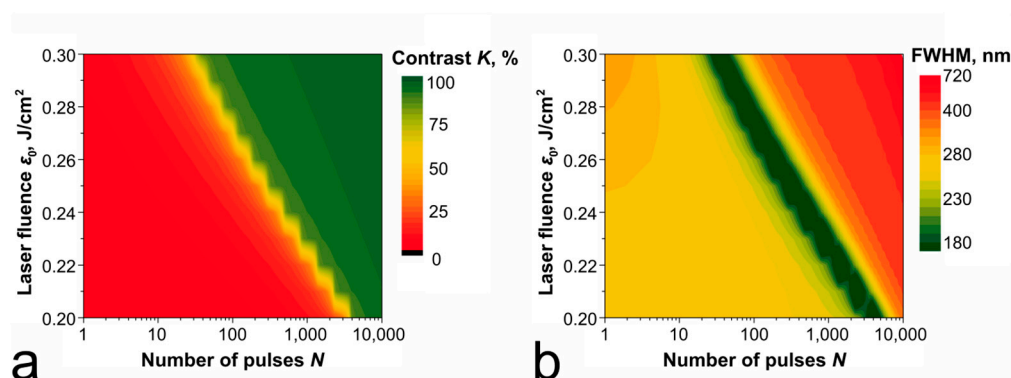 Contrast K, %
0.30
0.28
0.26
0.24
0.22
0.20
Laser fluence ε0, J/cm2
1 10 100 1,000 10,000
Number of pulses N
100
75
50
25
0
a
FWHM, nm
0.30
0.28
0.26
0.24
0.22
0.20
Laser fluence ε0, J/cm2
1 10 100 1,000 10,000
Number of pulses N
720
400
280
230
180
b